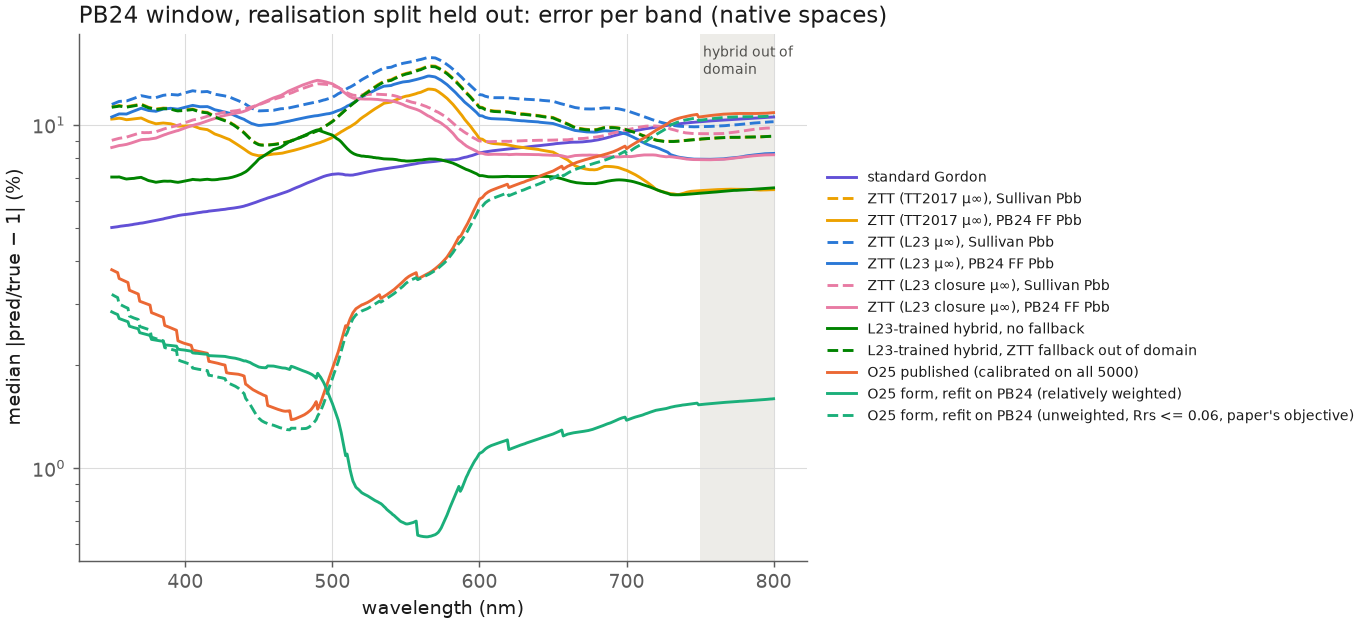 PB24 window, realisation split held out: error per band (native spaces)
hybrid out of
domain
10¹
10⁰
median |pred/true − 1| (%)
400
500
600
700
800
wavelength (nm)
standard Gordon
ZTT (TT2017 μ∞), Sullivan Pbb
ZTT (TT2017 μ∞), PB24 FF Pbb
ZTT (L23 μ∞), Sullivan Pbb
ZTT (L23 μ∞), PB24 FF Pbb
ZTT (L23 closure μ∞), Sullivan Pbb
ZTT (L23 closure μ∞), PB24 FF Pbb
L23-trained hybrid, no fallback
L23-trained hybrid, ZTT fallback out of domain
O25 published (calibrated on all 5000)
O25 form, refit on PB24 (relatively weighted)
O25 form, refit on PB24 (unweighted, Rrs <= 0.06, paper's objective)